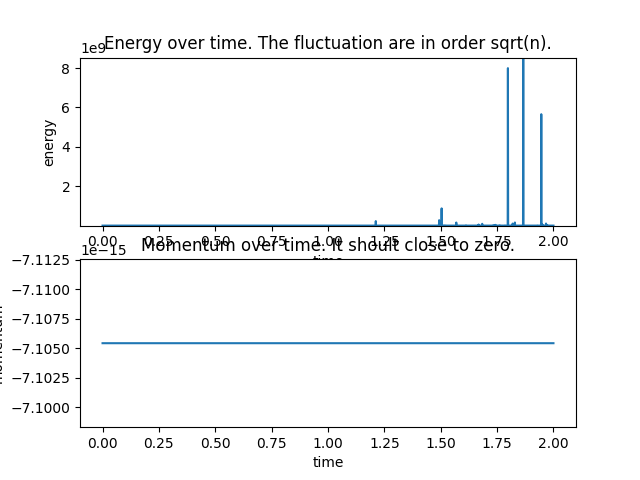 Energy over time. The fluctuation are in order sqrt(n).
1e9
8
6
4
2
energy
0.00 0.25 0.50 0.75 1.00 1.25 1.50 1.75 2.00
time
Momentum over time. It shoult close to zero.
1e−15
−7.1125
−7.1100
−7.1075
−7.1050
−7.1025
−7.1000
momentum
0.00 0.25 0.50 0.75 1.00 1.25 1.50 1.75 2.00
time